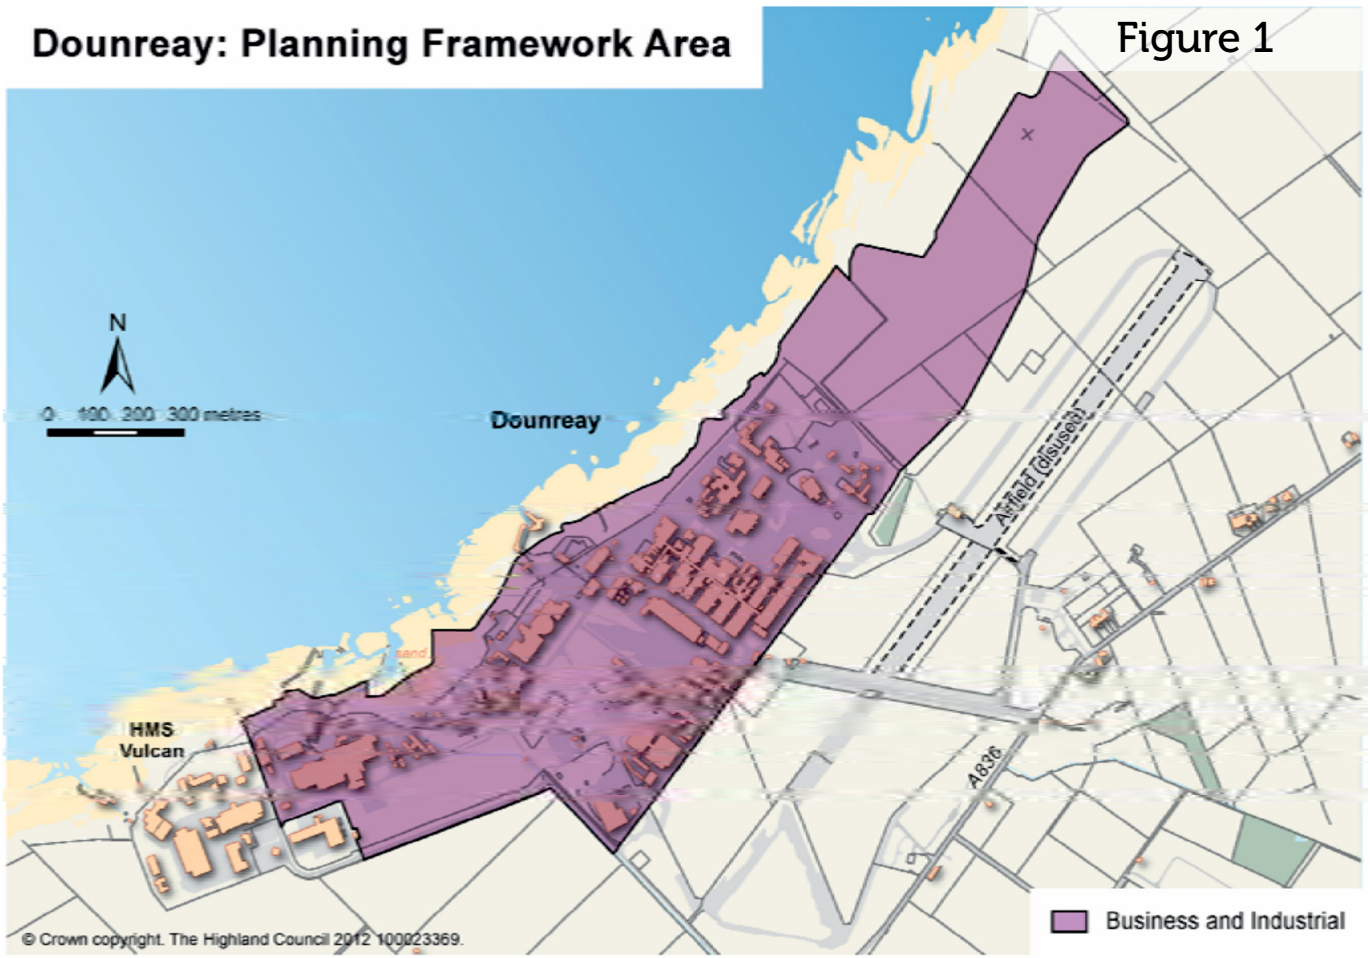 Dounreay: Planning Framework Area
Figure 1
N
0 100 200 300 metres
Dounreay
Airfield (disused)
sand
HMS
Vulcan
A836
Business and Industrial
© Crown copyright. The Highland Council 2012 100023369.